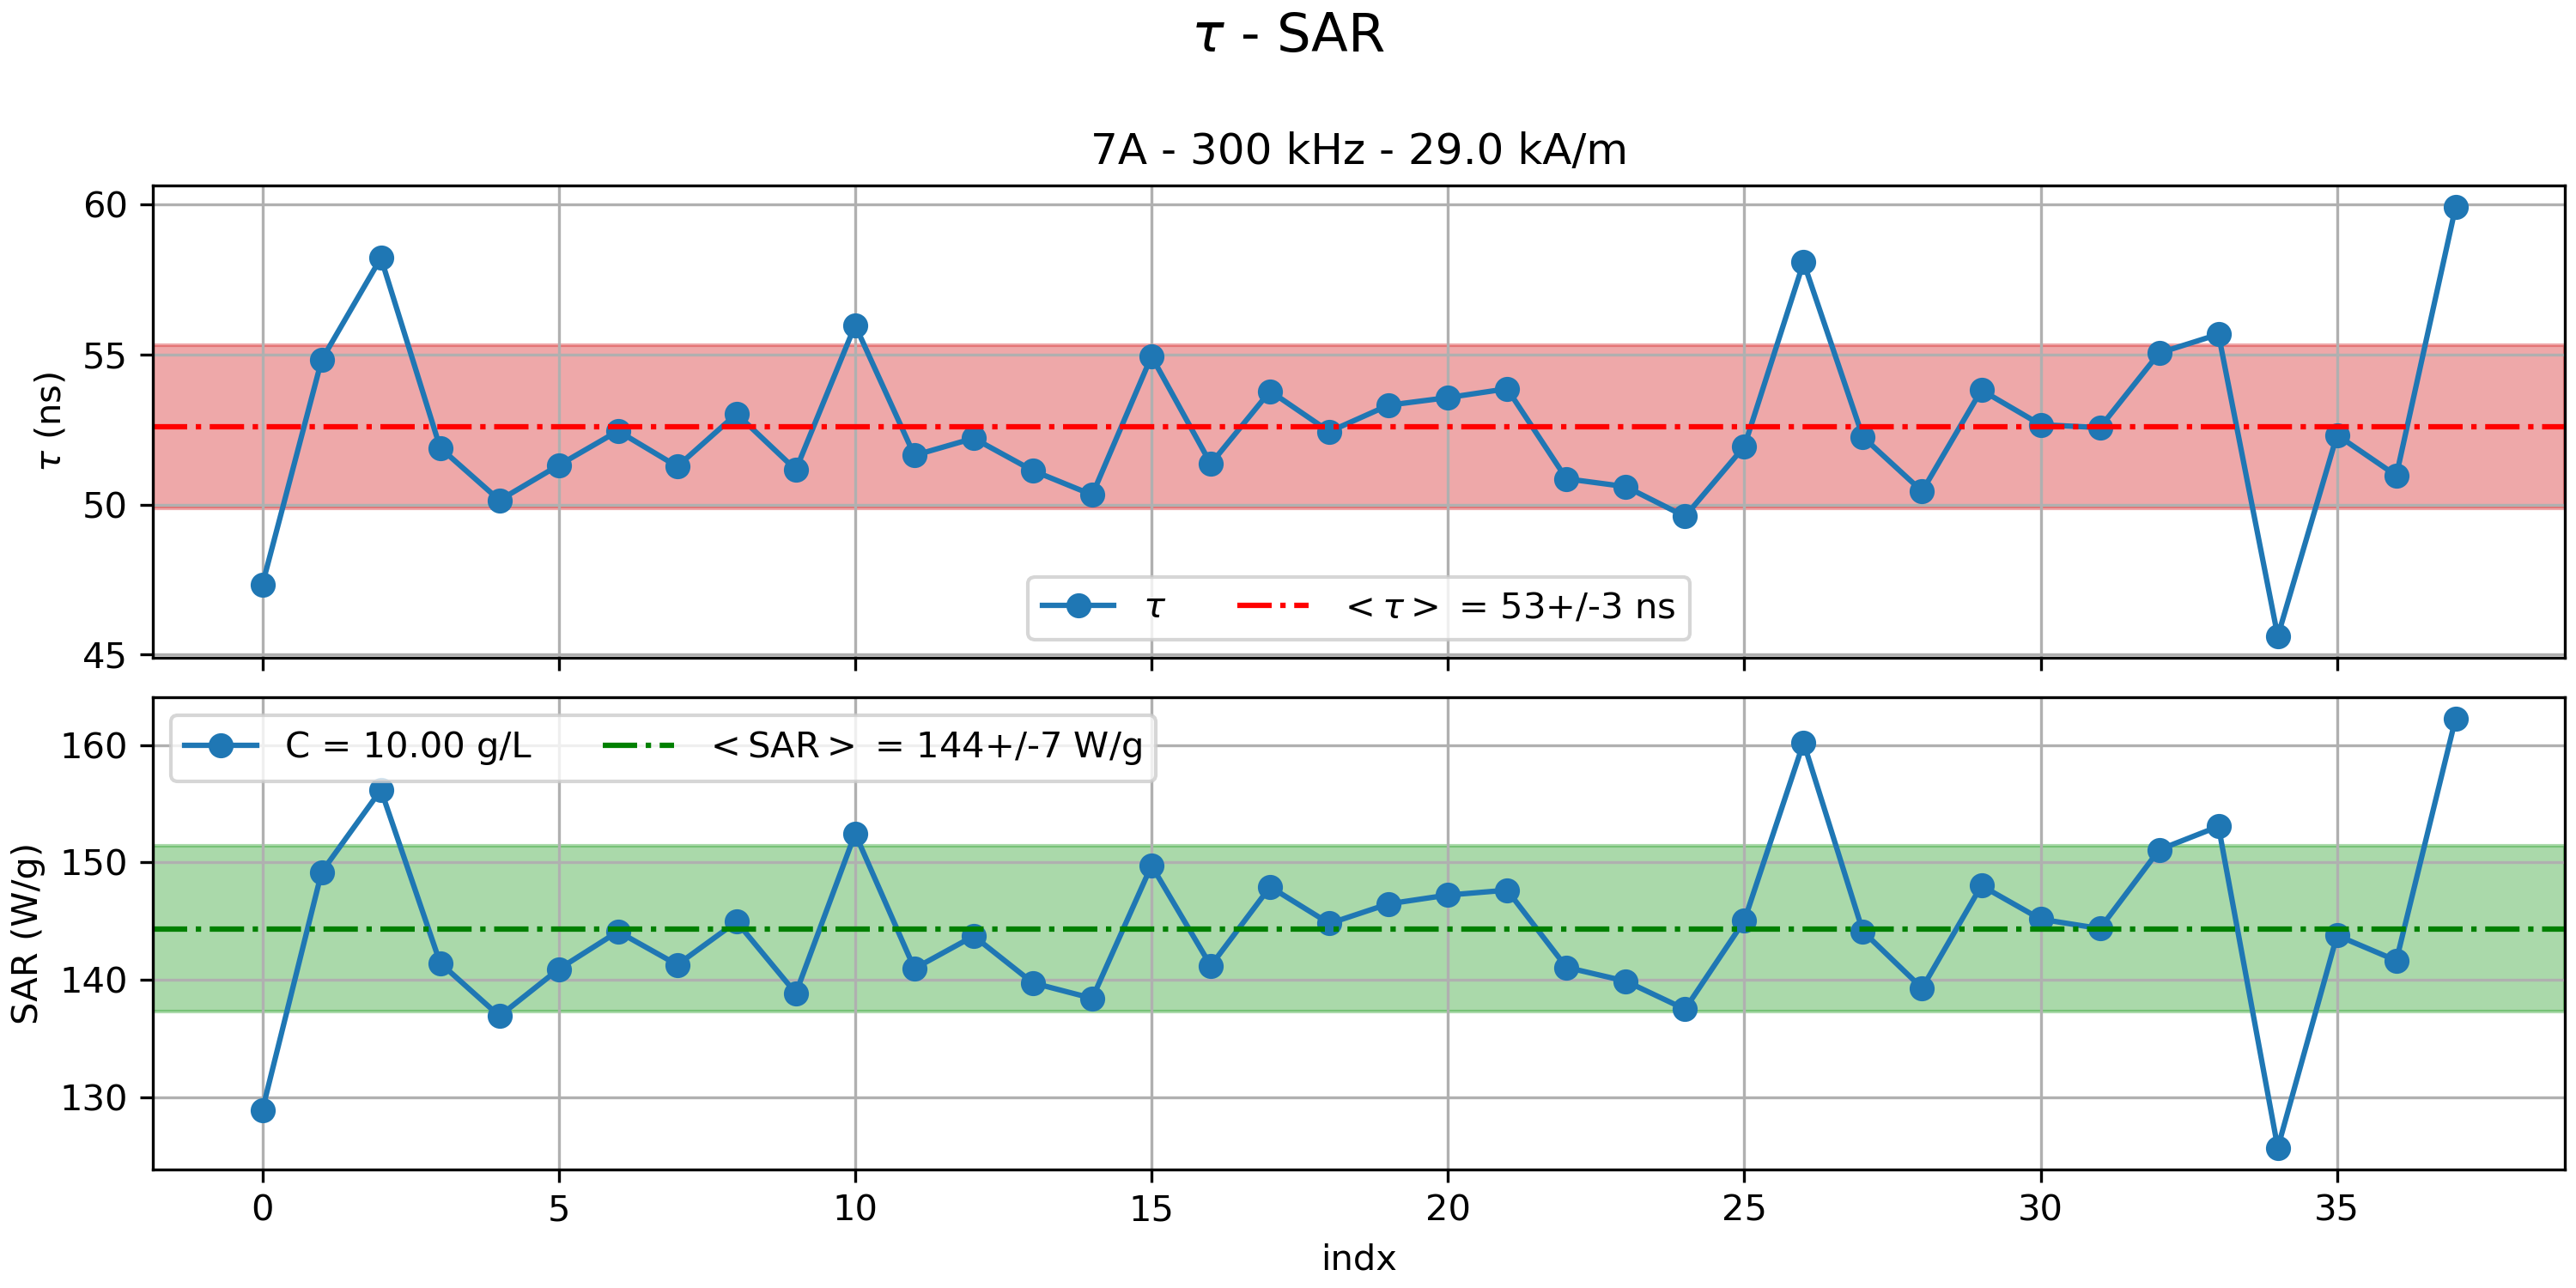 τ - SAR
7A - 300 kHz - 29.0 kA/m
60
55
50
45
τ (ns)
τ
< τ > = 53+/-3 ns
160
150
140
130
SAR (W/g)
C = 10.00 g/L
< SAR > = 144+/-7 W/g
0 5 10 15 20 25 30 35
indx